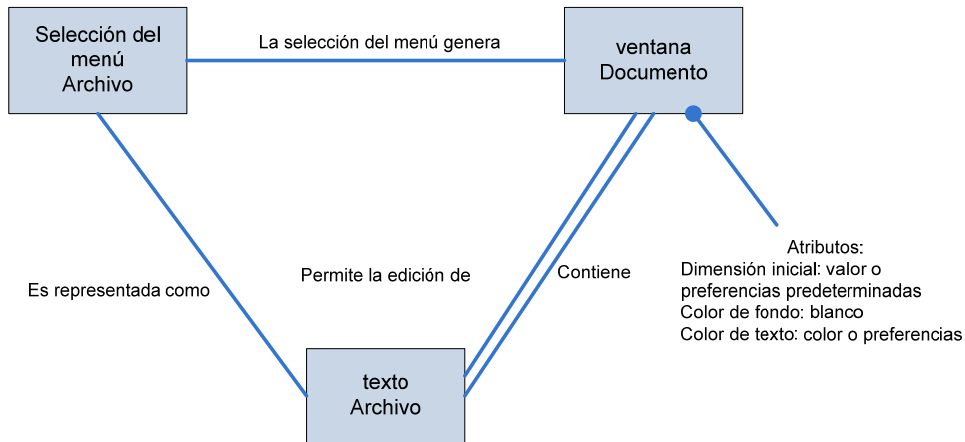 Selección del
menú
Archivo
La selección del menú genera
ventana
Documento
Es representada como
Permite la edición de
Contiene
Atributos:
Dimensión inicial: valor o
preferencias predeterminadas
Color de fondo: blanco
Color de texto: color o preferencias
texto
Archivo